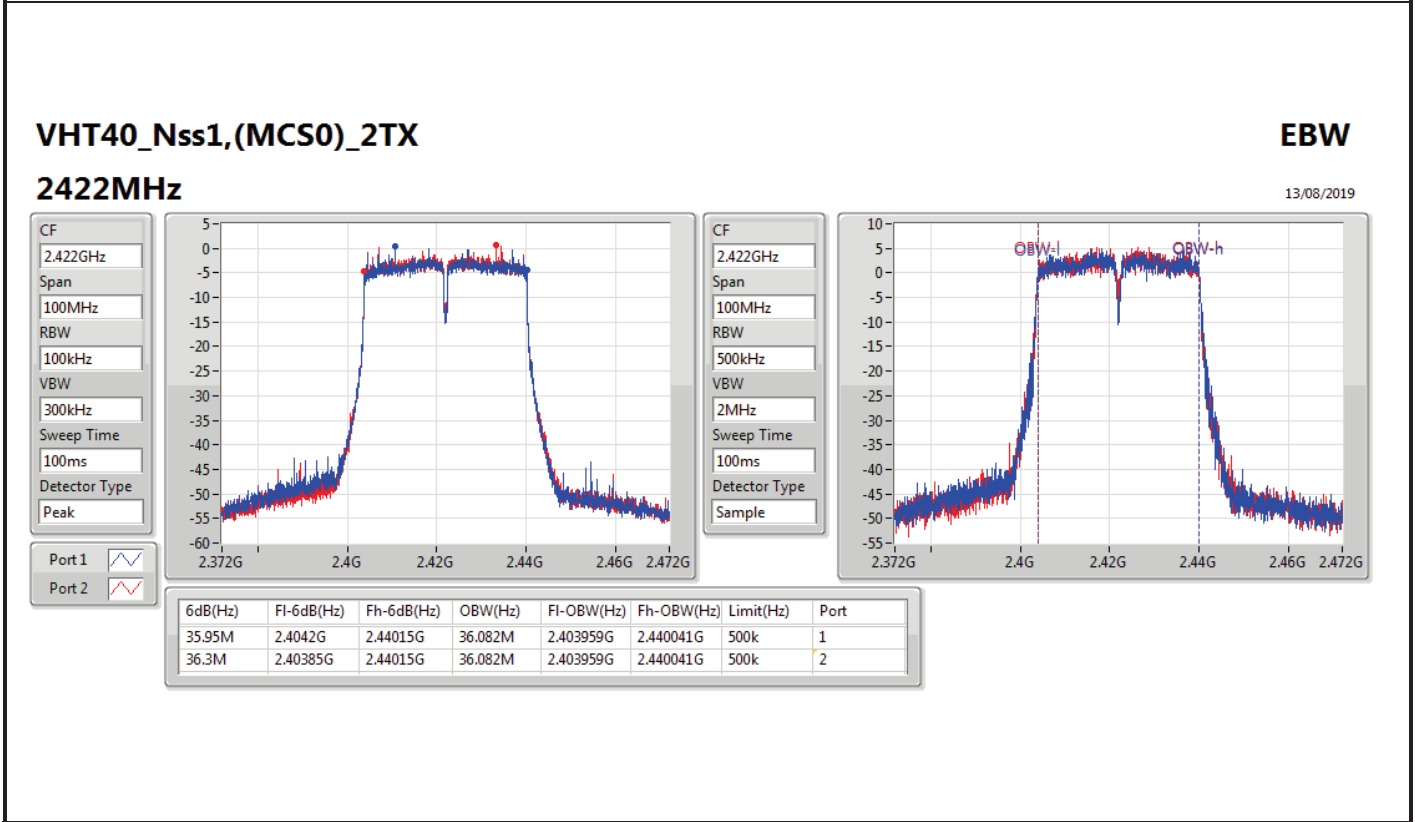 VHT40_Nss1,(MCS0)_2TX
EBW
2422MHz
13/08/2019
CF
2.422GHz
Span
100MHz
RBW
100kHz
VBW
300kHz
Sweep Time
100ms
Detector Type
Peak
Port 1
Port 2
5
0
-5
-10
-15
-20
-25
-30
-35
-40
-45
-50
-55
-60
2.372G 2.4G 2.42G 2.44G 2.46G 2.472G
CF
2.422GHz
Span
100MHz
RBW
500kHz
VBW
2MHz
Sweep Time
100ms
Detector Type
Sample
10
5
0
-5
-10
-15
-20
-25
-30
-35
-40
-45
-50
-55
OBW-l OBW-h
2.372G 2.4G 2.42G 2.44G 2.46G 2.472G
6dB(Hz) Fl-6dB(Hz) Fh-6dB(Hz) OBW(Hz) Fl-OBW(Hz) Fh-OBW(Hz) Limit(Hz) Port
35.95M 2.4042G 2.44015G 36.082M 2.403959G 2.440041G 500k 1
36.3M 2.40385G 2.44015G 36.082M 2.403959G 2.440041G 500k 2